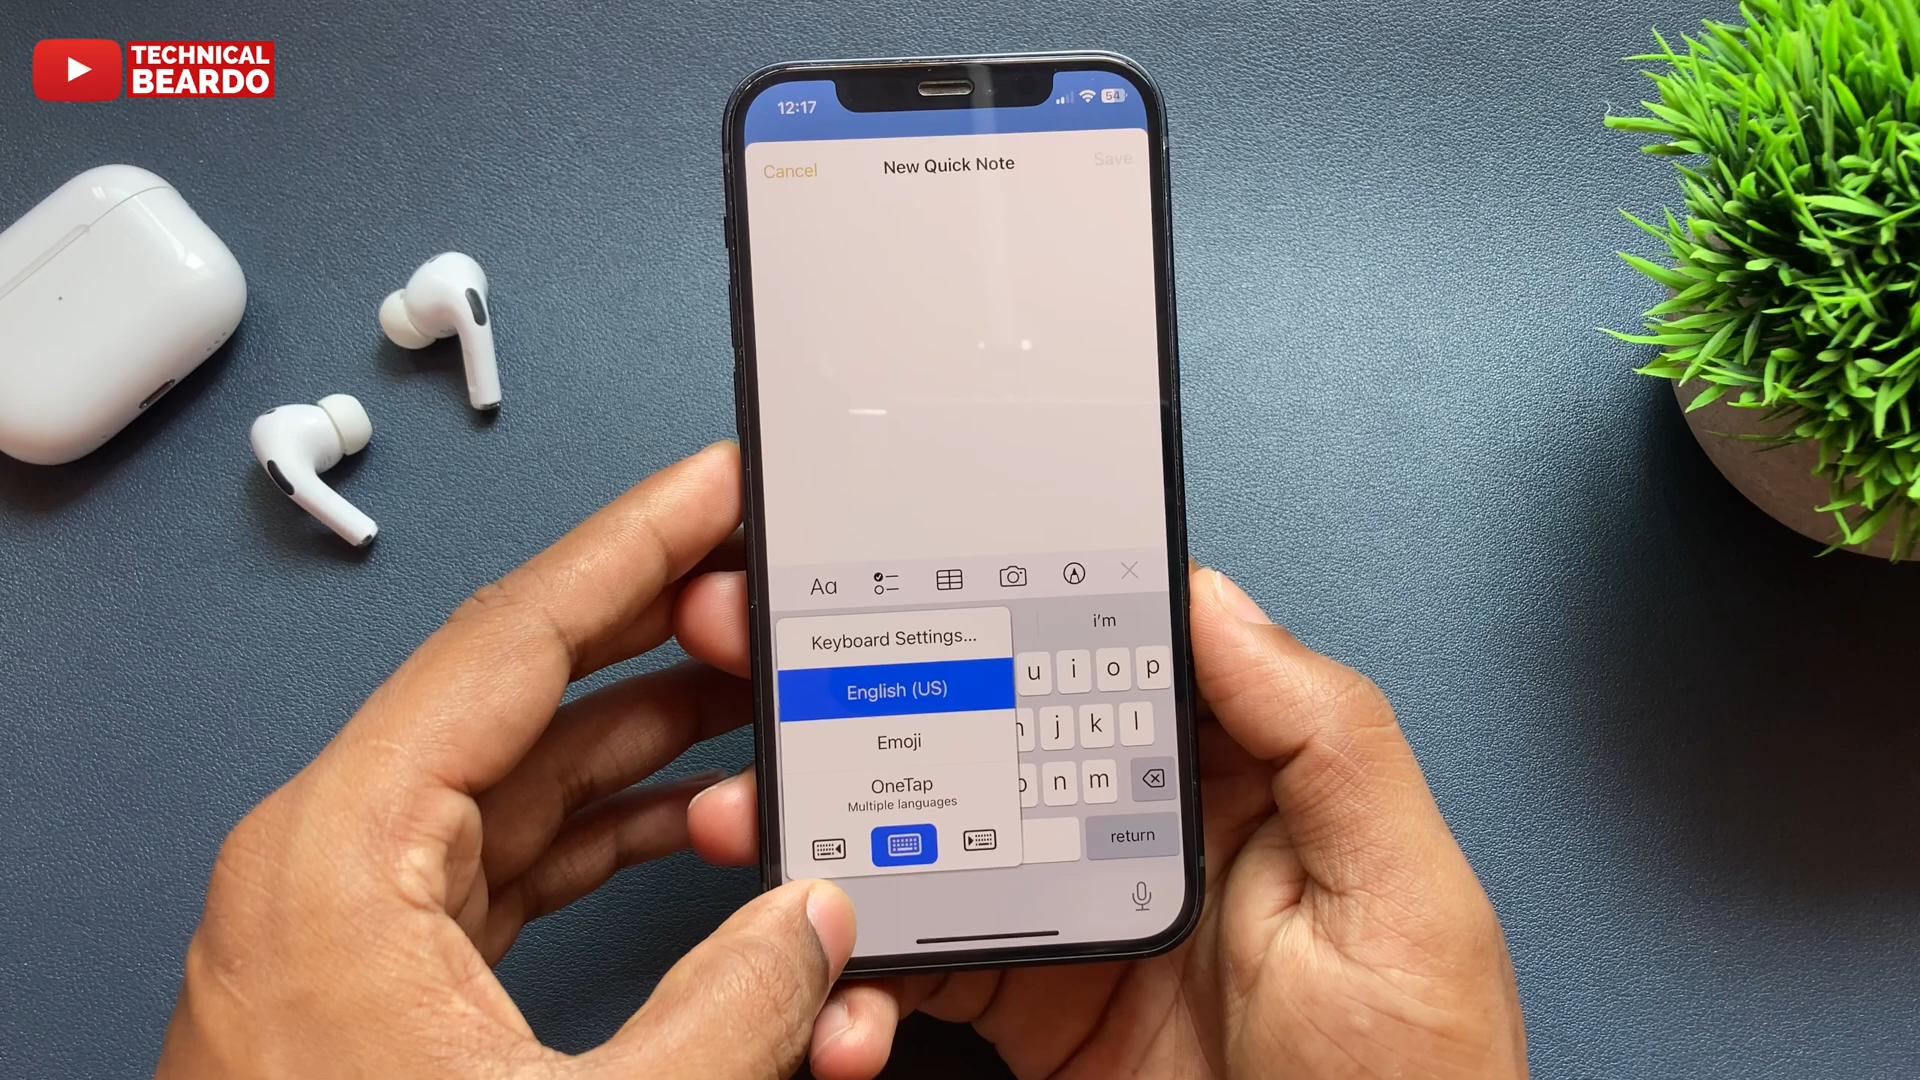 TECHNICAL
BEARDO
12:17
54
Cancel
New Quick Note
Save
Aa
i'm
Keyboard Settings...
English (US)
Emoji
OneTap
Multiple languages
u i o p
j k l
n m
return